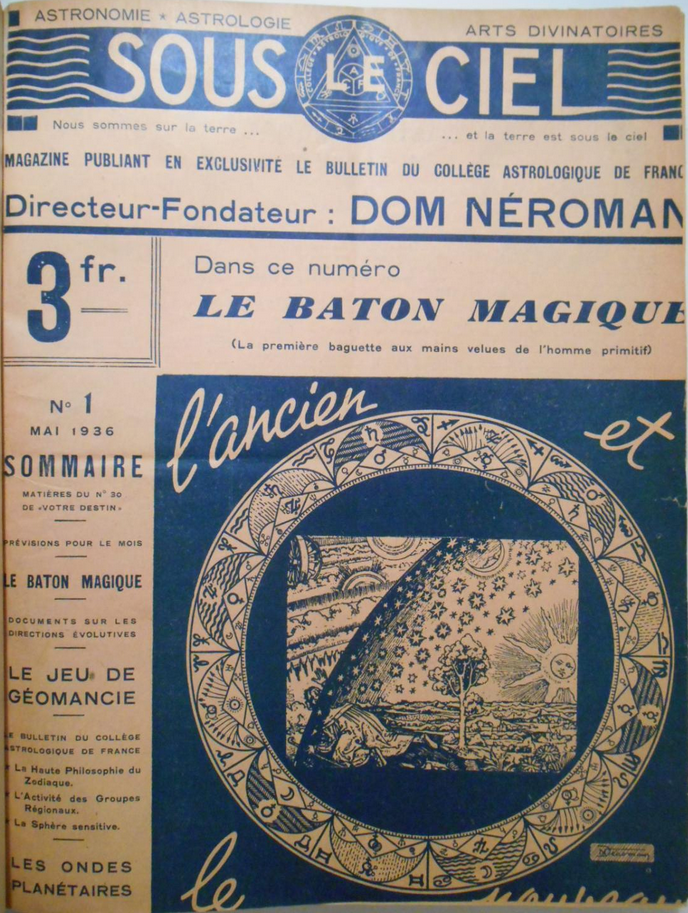 ASTRONOMIE * ASTROLOGIE
ARTS DIVINATOIRES
SOUS LE CIEL
Nous sommes sur la terre ...
... et la terre est sous le ciel
MAGAZINE PUBLIANT EN EXCLUSIVITE LE BULLETIN DU COLLÈGE ASTROLOGIQUE DE FRANC
Directeur-Fondateur : DOM NÉROMAN
3 fr.
Dans ce numéro
LE BATON MAGIQUE
(La première baguette aux mains velues de l'homme primitif)
N° 1
MAI 1936
SOMMAIRE
MATIÈRES DU N° 30
DE «VOTRE DESTIN»
PRÉVISIONS POUR LE MOIS
LE BATON MAGIQUE
DOCUMENTS SUR LES
DIRECTIONS ÉVOLUTIVES
LE JEU DE
GÉOMANCIE
LE BULLETIN DU COLLÈGE
ASTROLOGIQUE DE FRANCE
* La Haute Philosophie du
Zodiaque.
* L'Activité des Groupes
Régionaux.
* La Sphère sensitive.
LES ONDES
PLANÉTAIRES
l'ancien et
le nouveau